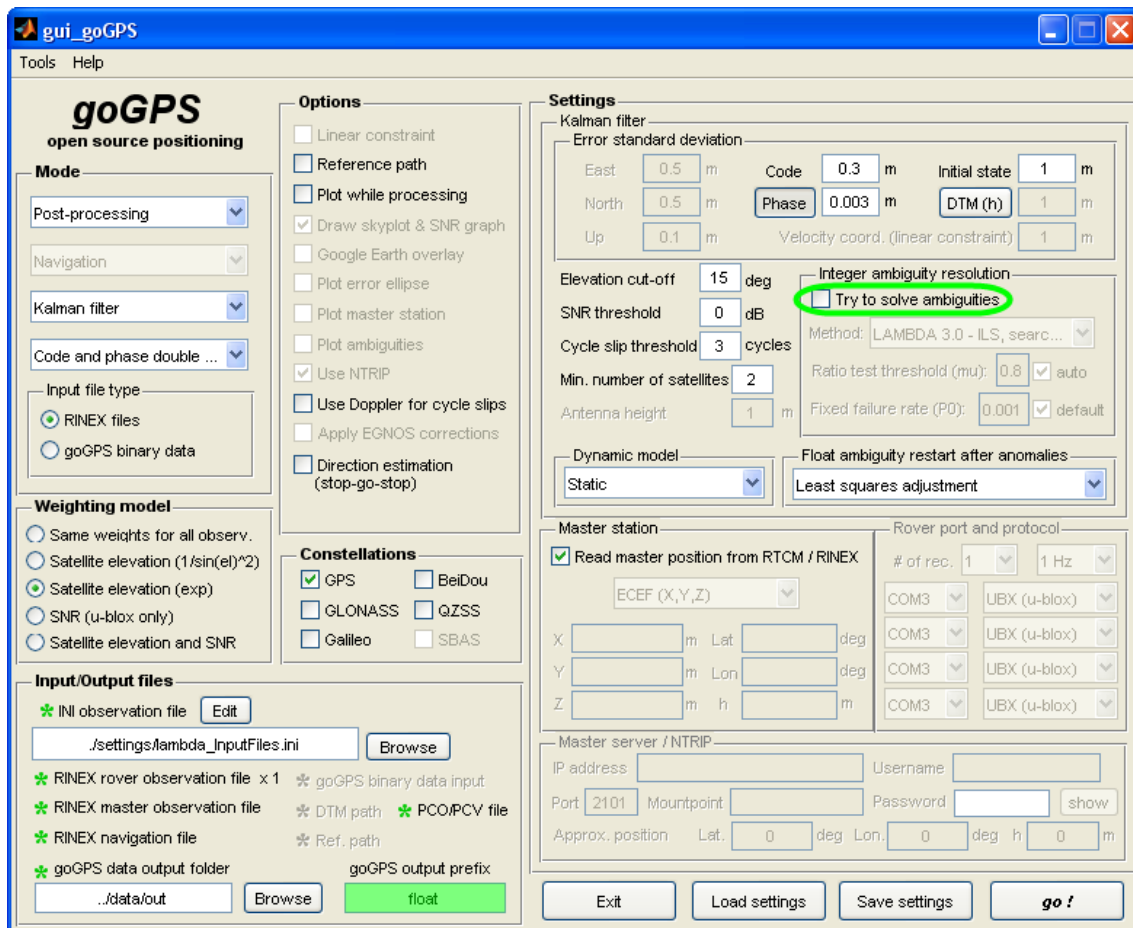 gui_goGPS
Tools Help
goGPS
open source positioning
Mode
Post-processing
Navigation
Kalman filter
Code and phase double ...
Input file type
RINEX files
goGPS binary data
Weighting model
Same weights for all observ.
Satellite elevation (1/sin(el)^2)
Satellite elevation (exp)
SNR (u-blox only)
Satellite elevation and SNR
Options
Linear constraint
Reference path
Plot while processing
Draw skyplot & SNR graph
Google Earth overlay
Plot error ellipse
Plot master station
Plot ambiguities
Use NTRIP
Use Doppler for cycle slips
Apply EGNOS corrections
Direction estimation
(stop-go-stop)
Constellations
GPS BeiDou
GLONASS QZSS
Galileo SBAS
Settings
Kalman filter
Error standard deviation
East 0.5 m Code 0.3 m Initial state 1 m
North 0.5 m Phase 0.003 m DTM (h) 1 m
Up 0.1 m Velocity coord. (linear constraint) 1 m
Elevation cut-off 15 deg
SNR threshold 0 dB
Cycle slip threshold 3 cycles
Min. number of satellites 2
Antenna height 1 m
Integer ambiguity resolution
Try to solve ambiguities
Method: LAMBDA 3.0 - ILS, searc...
Ratio test threshold (mu): 0.8 auto
Fixed failure rate (P0): 0.001 default
Dynamic model
Static
Float ambiguity restart after anomalies
Least squares adjustment
Master station
Read master position from RTCM / RINEX
ECEF (X,Y,Z)
X m Lat deg
Y m Lon deg
Z m h m
Rover port and protocol
# of rec. 1 1 Hz
COM3 UBX (u-blox)
COM3 UBX (u-blox)
COM3 UBX (u-blox)
COM3 UBX (u-blox)
Input/Output files
INI observation file Edit
./settings/lambda_InputFiles.ini Browse
RINEX rover observation file x 1 goGPS binary data input
RINEX master observation file DTM path PCO/PCV file
RINEX navigation file Ref. path
goGPS data output folder goGPS output prefix
../data/out Browse float
Master server / NTRIP
IP address Username
Port 2101 Mountpoint Password show
Approx. position Lat. 0 deg Lon. 0 deg h 0 m
Exit Load settings Save settings go !